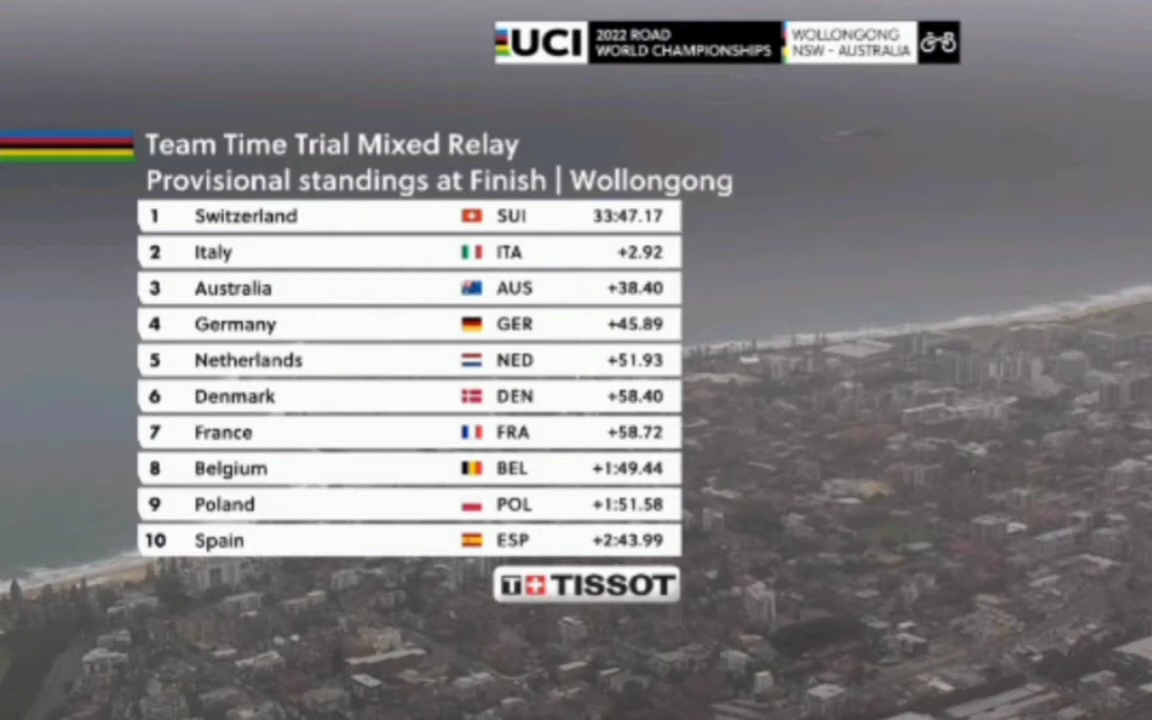 UCI 2022 ROAD WORLD CHAMPIONSHIPS WOLLONGONG NSW - AUSTRALIA
Team Time Trial Mixed Relay
Provisional standings at Finish | Wollongong
1 Switzerland SUI 33:47.17
2 Italy ITA +2.92
3 Australia AUS +38.40
4 Germany GER +45.89
5 Netherlands NED +51.93
6 Denmark DEN +58.40
7 France FRA +58.72
8 Belgium BEL +1:49.44
9 Poland POL +1:51.58
10 Spain ESP +2:43.99
T+ TISSOT